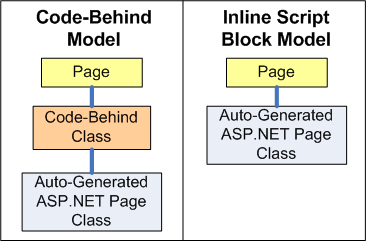 Code-Behind
Model
Page
Code-Behind
Class
Auto-Generated
ASP.NET Page
Class
Inline Script
Block Model
Page
Auto-Generated
ASP.NET Page
Class